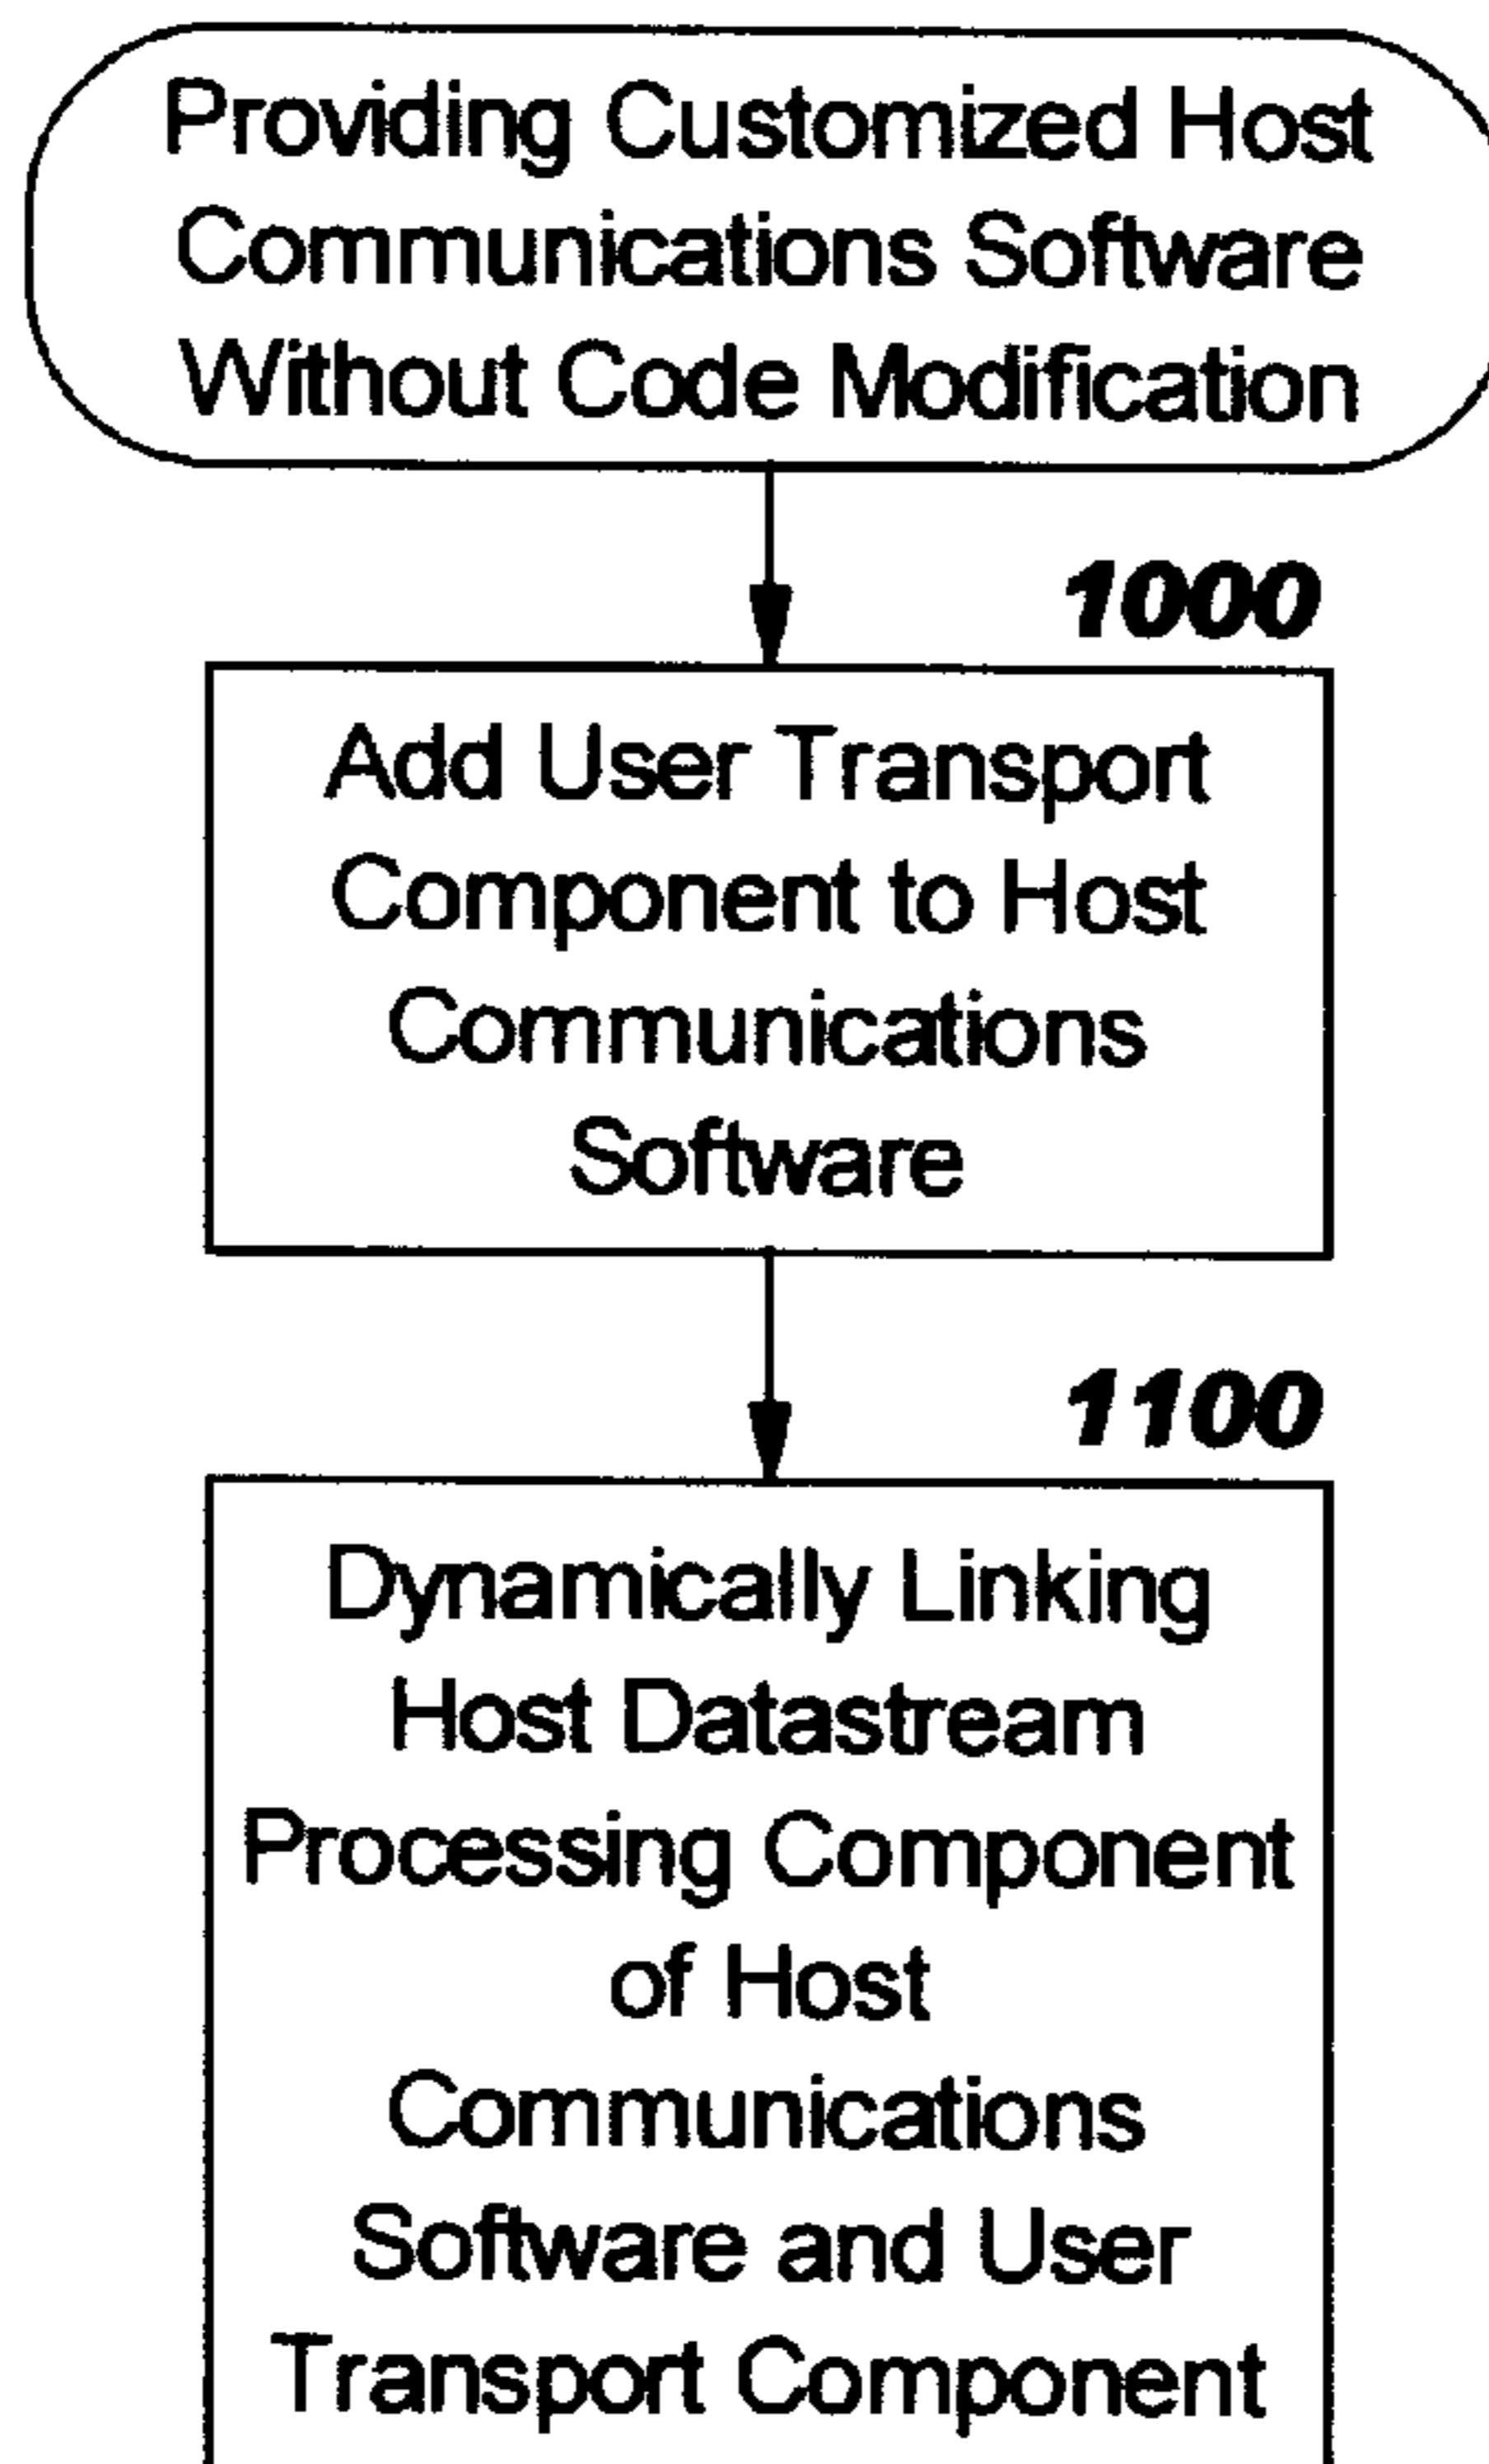 Providing Customized Host
Communications Software
Without Code Modification
1000
Add User Transport
Component to Host
Communications
Software
1100
Dynamically Linking
Host Datastream
Processing Component
of Host
Communications
Software and User
Transport Component